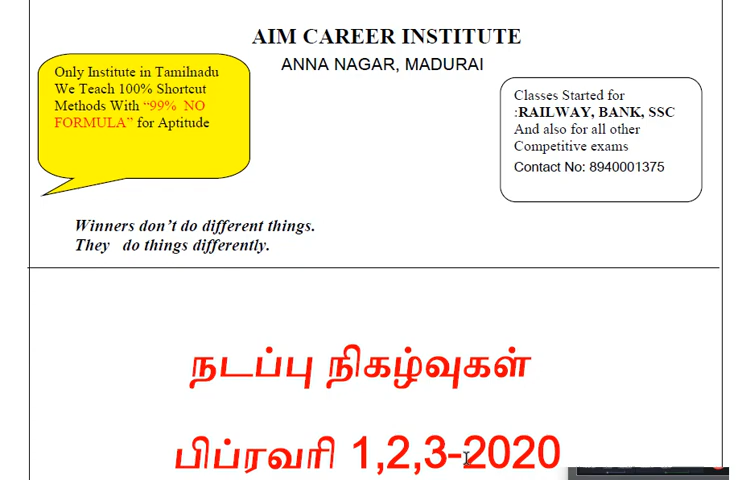 AIM CAREER INSTITUTE
ANNA NAGAR, MADURAI
Only Institute in Tamilnadu
We Teach 100% Shortcut
Methods With “99% NO
FORMULA” for Aptitude
Classes Started for
:RAILWAY, BANK, SSC
And also for all other
Competitive exams
Contact No: 8940001375
Winners don’t do different things.
They do things differently.
நடப்பு நிகழ்வுகள்
பிப்ரவரி 1,2,3-2020